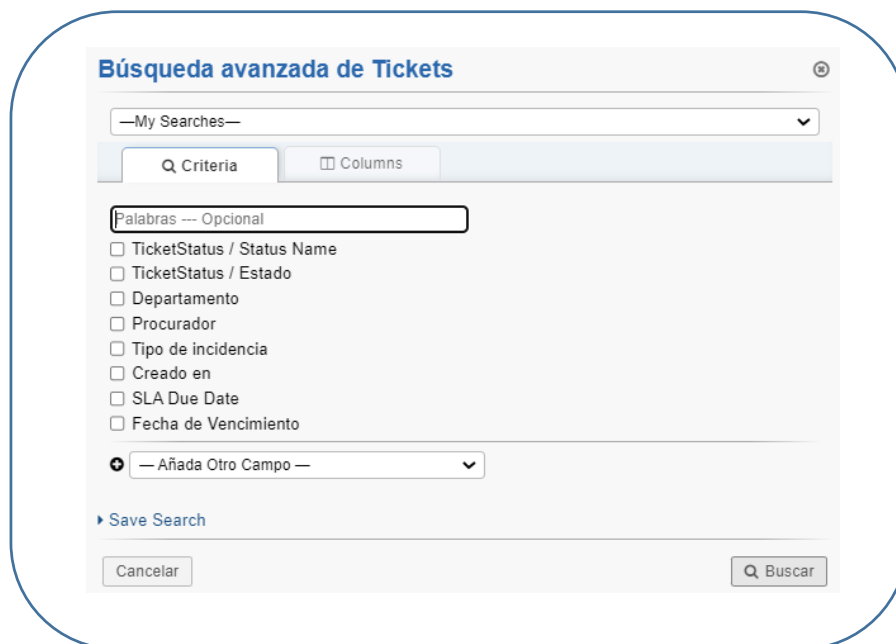 Búsqueda avanzada de Tickets
—My Searches—
Criteria
Columns
Palabras --- Opcional
TicketStatus / Status Name
TicketStatus / Estado
Departamento
Procurador
Tipo de incidencia
Creado en
SLA Due Date
Fecha de Vencimiento
— Añada Otro Campo —
Save Search
Cancelar
Buscar